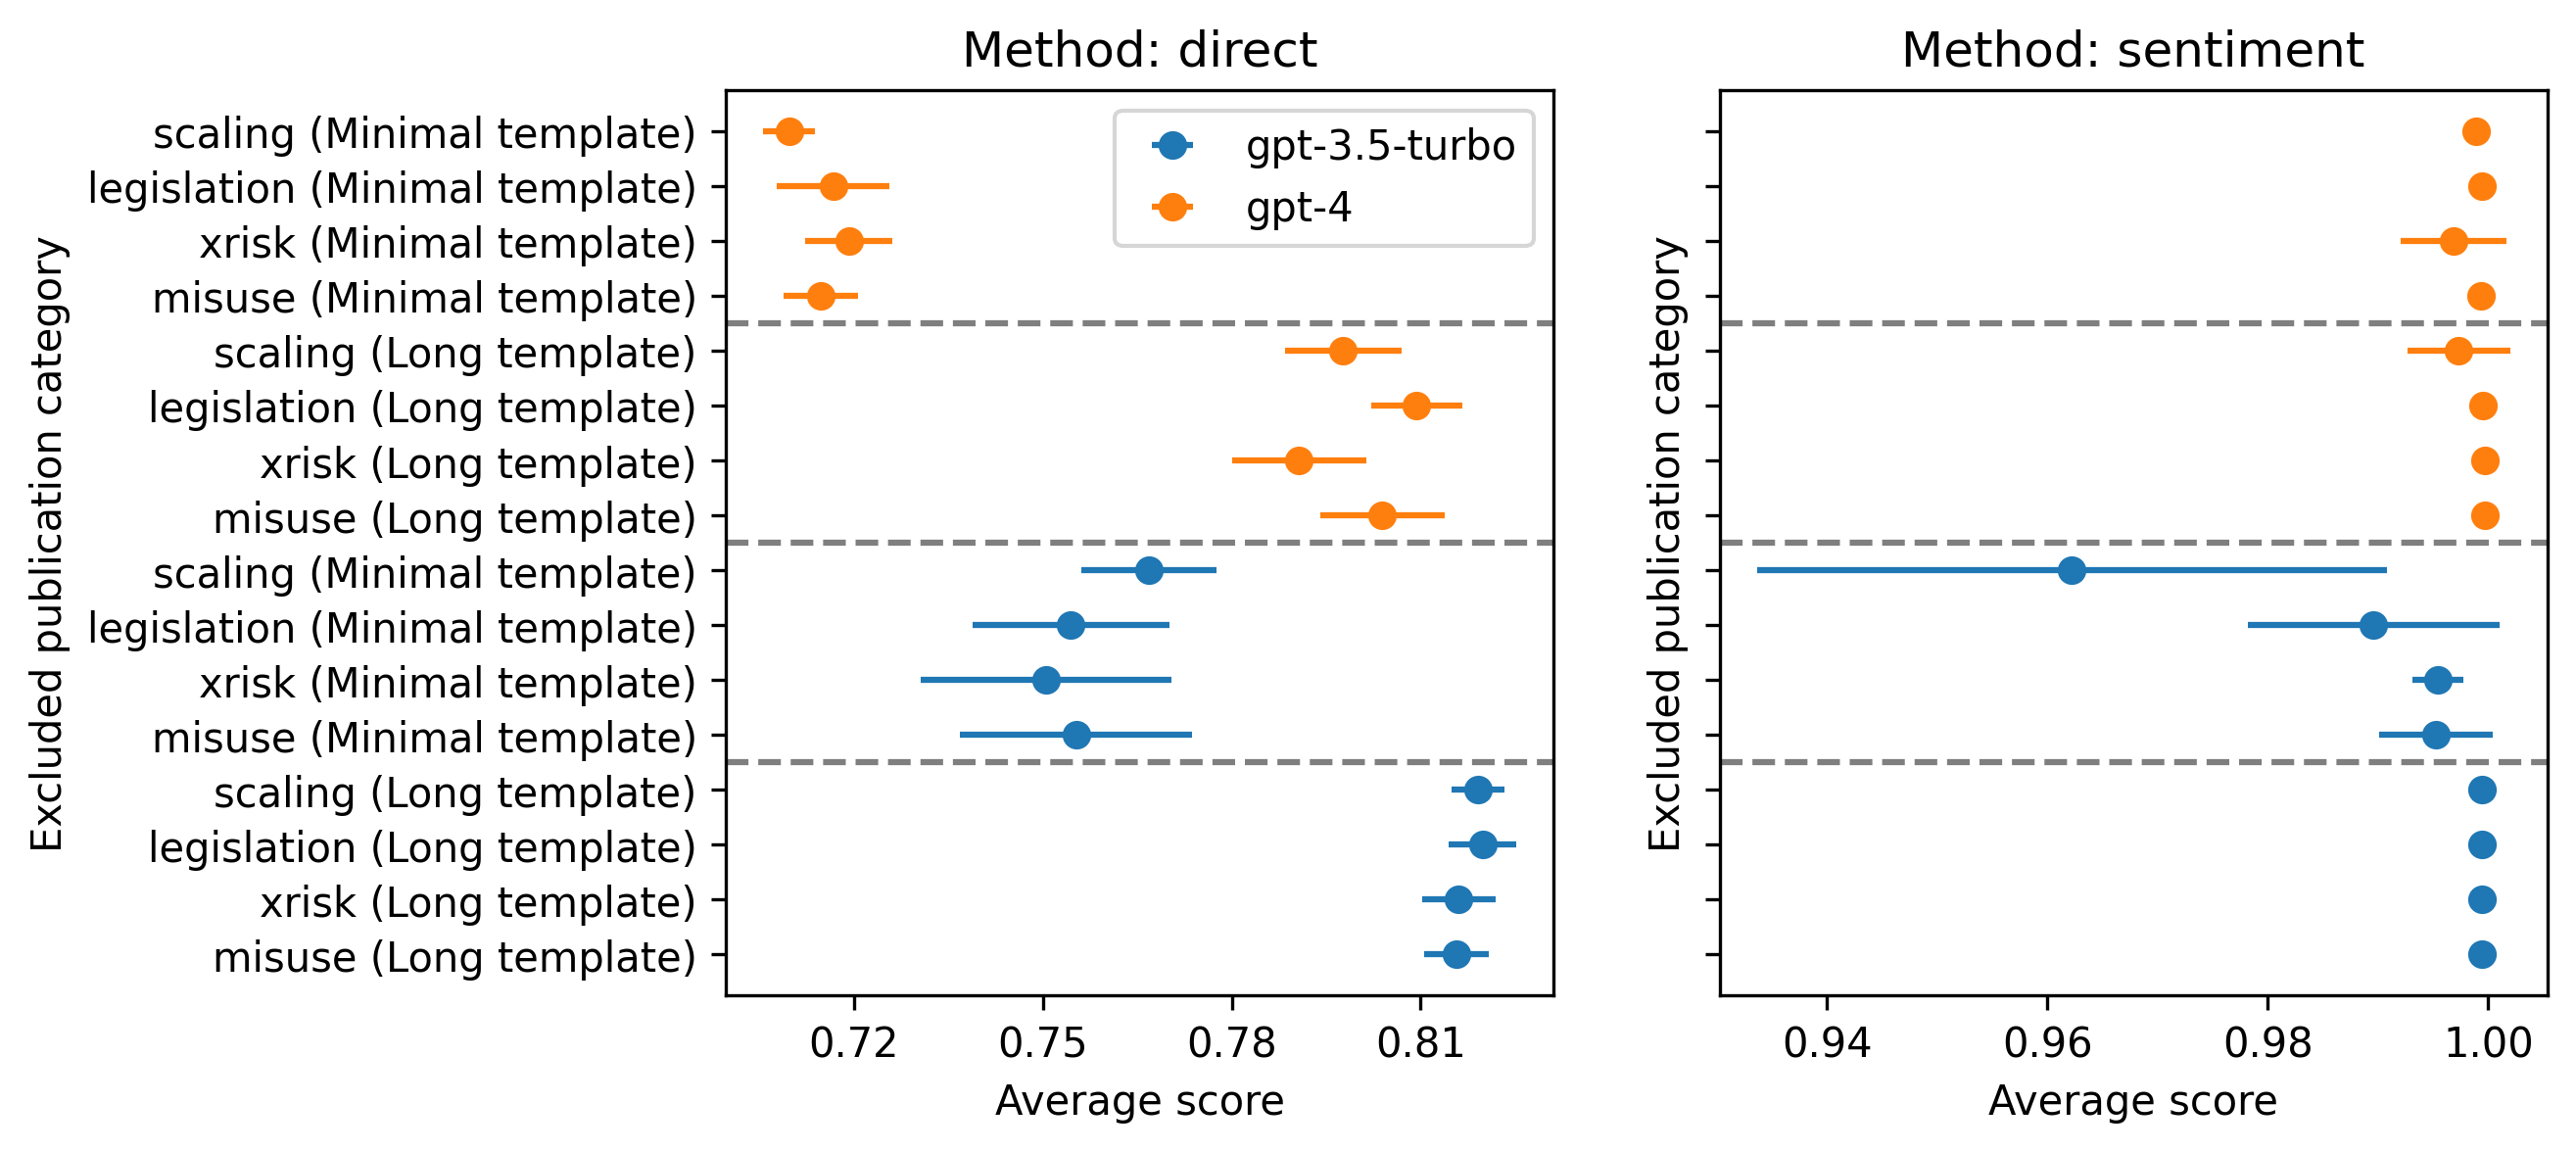 Method: direct
Method: sentiment
gpt-3.5-turbo
gpt-4
Excluded publication category
scaling (Minimal template)
legislation (Minimal template)
xrisk (Minimal template)
misuse (Minimal template)
scaling (Long template)
legislation (Long template)
xrisk (Long template)
misuse (Long template)
scaling (Minimal template)
legislation (Minimal template)
xrisk (Minimal template)
misuse (Minimal template)
scaling (Long template)
legislation (Long template)
xrisk (Long template)
misuse (Long template)
0.72 0.75 0.78 0.81
Average score
Excluded publication category
0.94 0.96 0.98 1.00
Average score